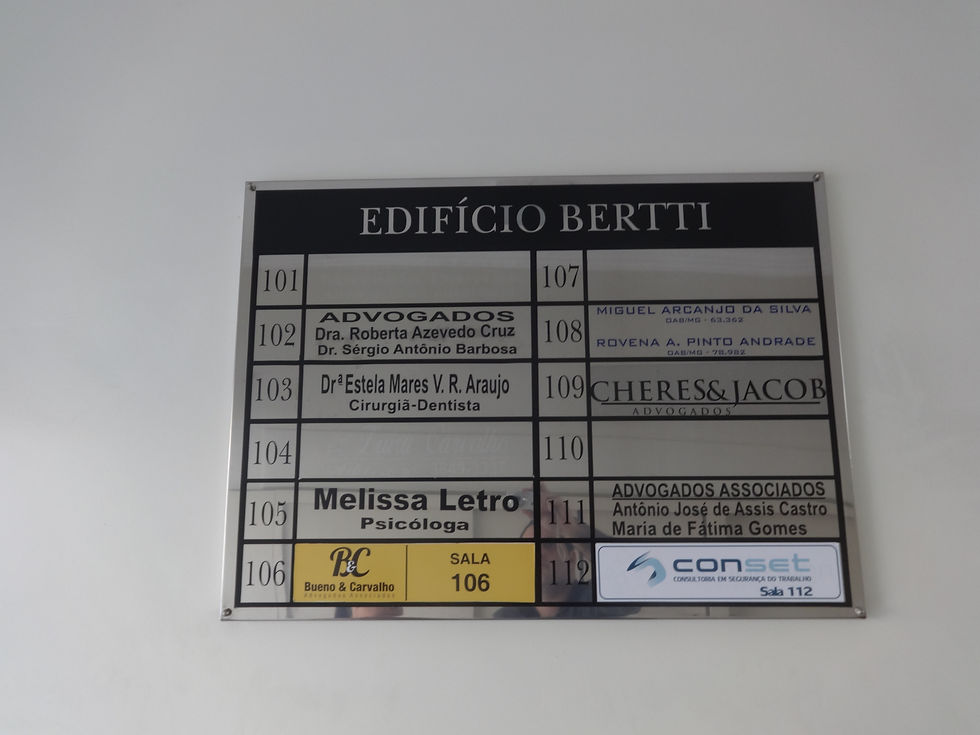 EDIFÍCIO BERTTI
101
102
ADVOGADOS
Dra. Roberta Azevedo Cruz
Dr. Sérgio Antônio Barbosa
103
Drª Estela Mares V. R. Araujo
Cirurgiã-Dentista
104
Carvalho
105
Melissa Letro
Psicóloga
106
B&C
Bueno & Carvalho
Advogados Associados
SALA
106
107
108
MIGUEL ARCANJO DA SILVA
OAB/MG - 63.362
ROVENA A. PINTO ANDRADE
OAB/MG - 78.982
109
CHERES&JACOB
ADVOGADOS
110
111
ADVOGADOS ASSOCIADOS
Antônio José de Assis Castro
Maria de Fátima Gomes
112
conset
CONSULTORIA EM SEGURANÇA DO TRABALHO
Sala 112